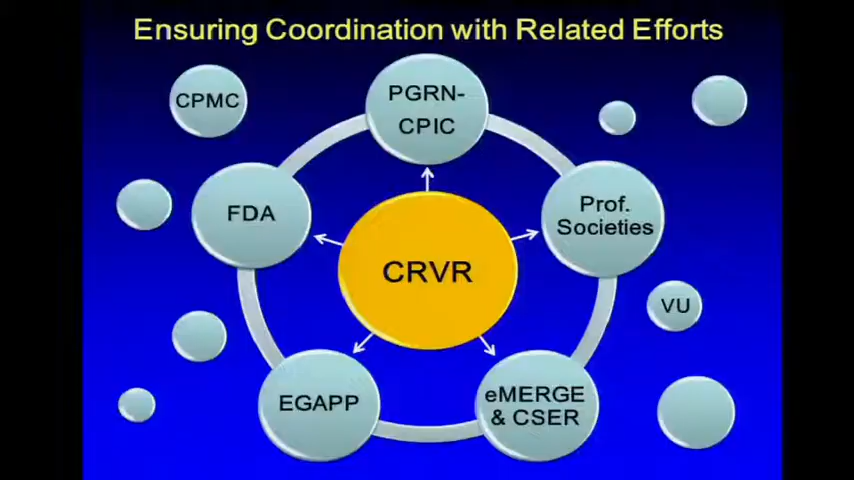 Ensuring Coordination with Related Efforts
CPMC
PGRN-
CPIC
FDA
Prof.
Societies
CRVR
VU
EGAPP
eMERGE
& CSER